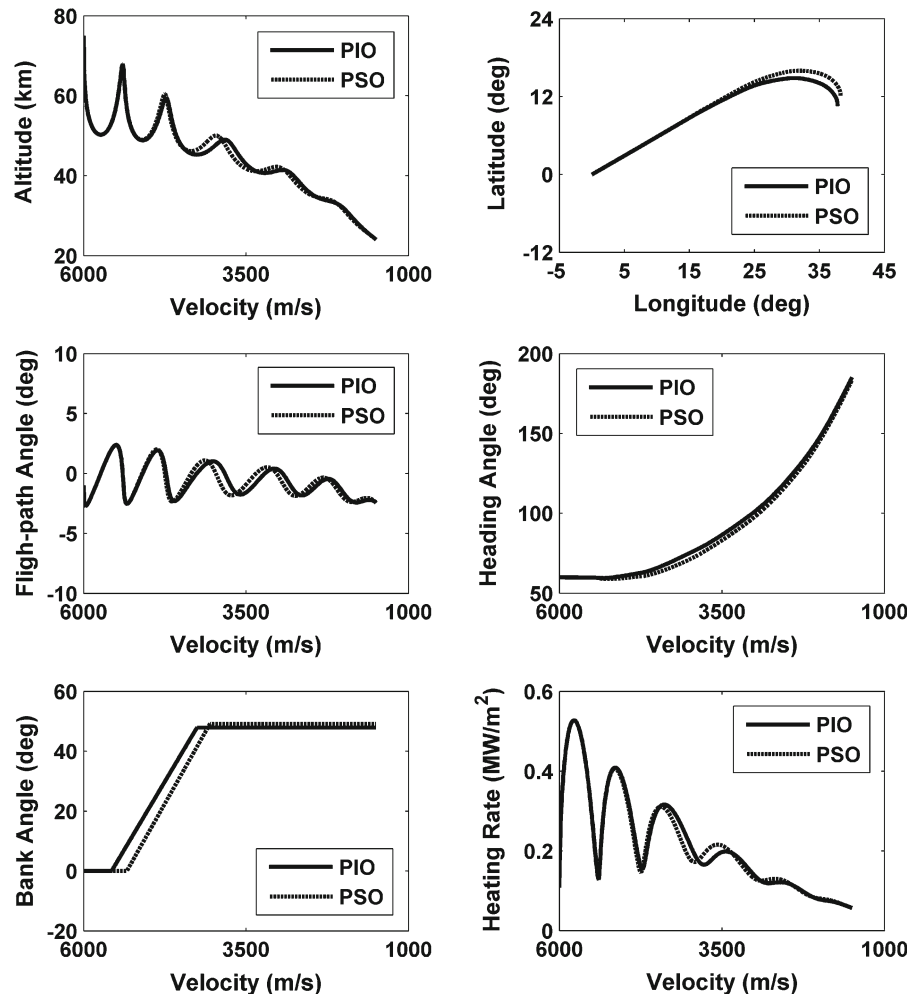 80
60
40
20
6000
3500
1000
Altitude (km)
Velocity (m/s)
PIO
PSO
24
12
0
-12
-5
5
15
25
35
45
Latitude (deg)
Longitude (deg)
PIO
PSO
10
5
0
-5
-10
6000
3500
1000
Fligh-path Angle (deg)
Velocity (m/s)
PIO
PSO
200
150
100
50
6000
3500
1000
Heading Angle (deg)
Velocity (m/s)
PIO
PSO
60
40
20
0
-20
6000
3500
1000
Bank Angle (deg)
Velocity (m/s)
PIO
PSO
0.6
0.4
0.2
0
6000
3500
1000
Heating Rate (MW/m²)
Velocity (m/s)
PIO
PSO